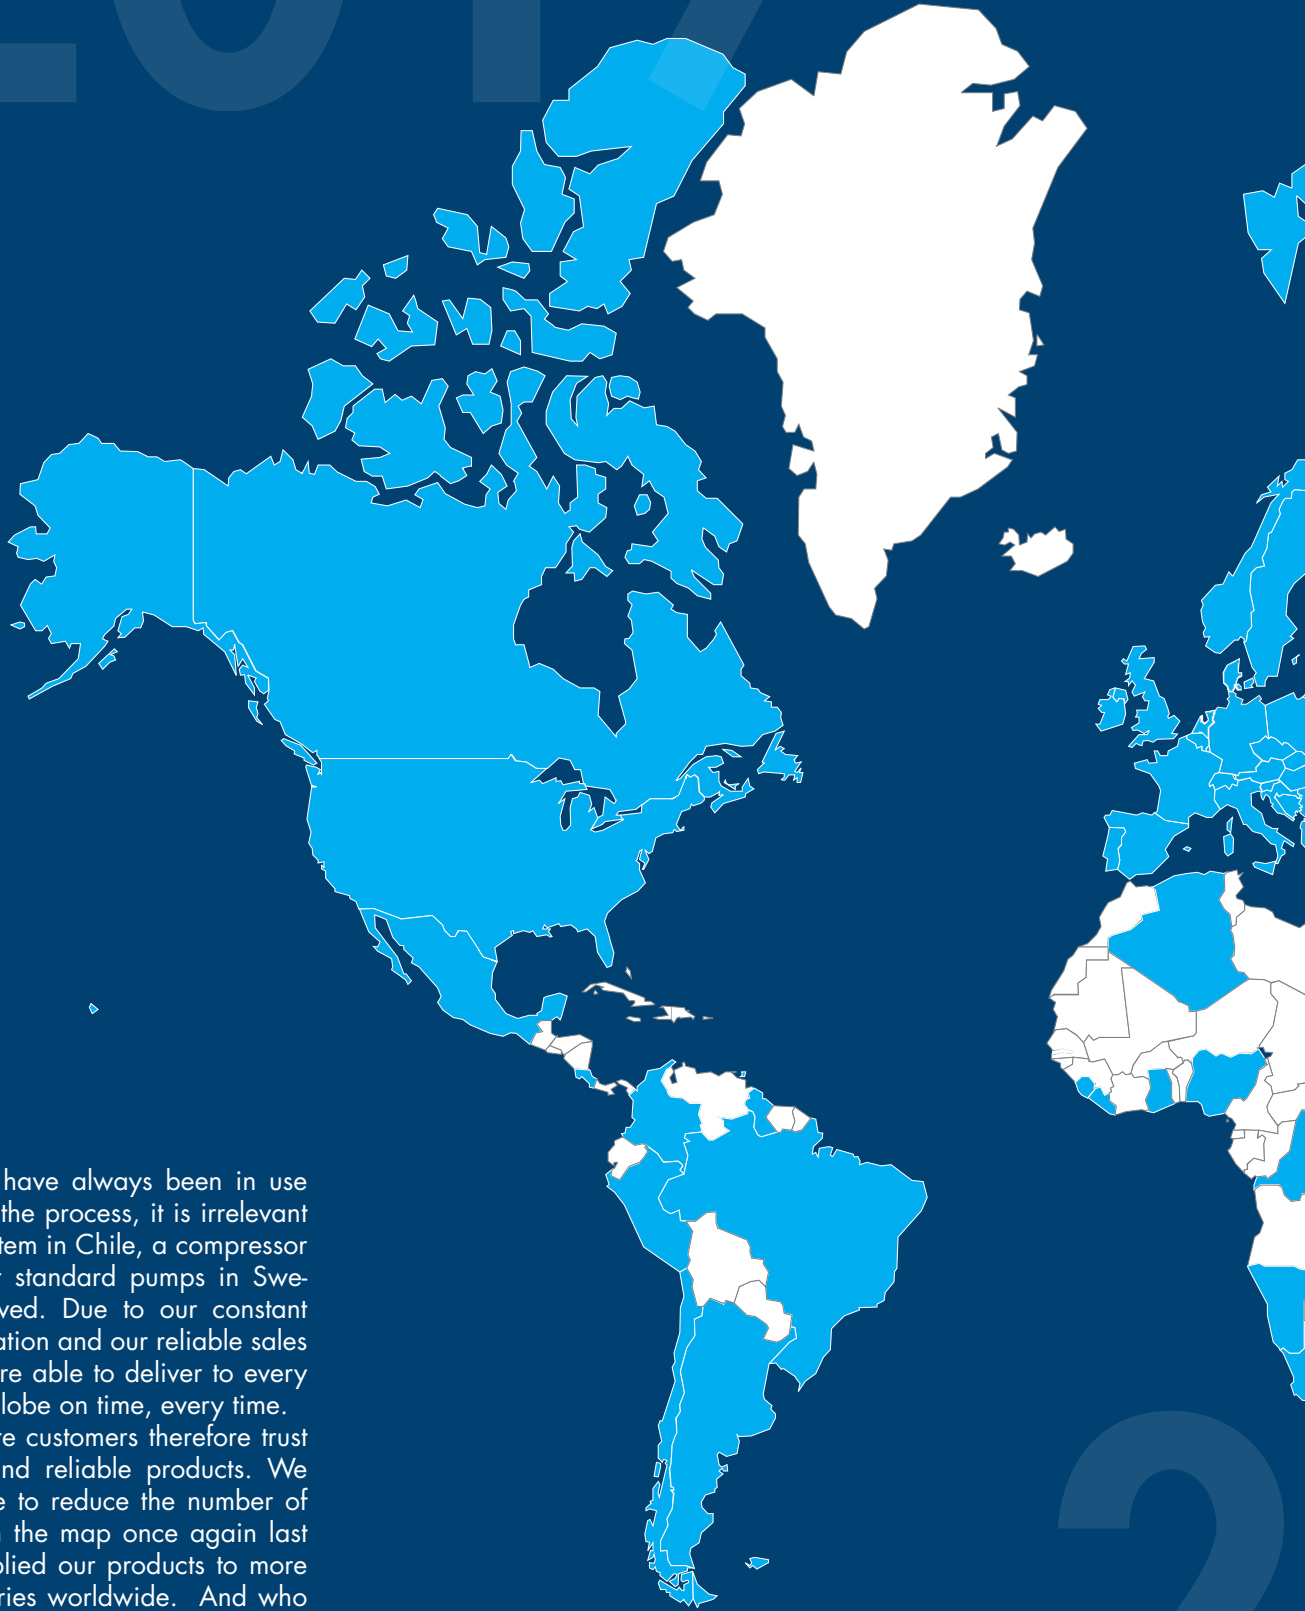 2017
have always been in use
the process, it is irrelevant
tem in Chile, a compressor
standard pumps in Swe-
ved. Due to our constant
ation and our reliable sales
re able to deliver to every
lobe on time, every time.
re customers therefore trust
nd reliable products. We
e to reduce the number of
the map once again last
plied our products to more
ries worldwide. And who
2